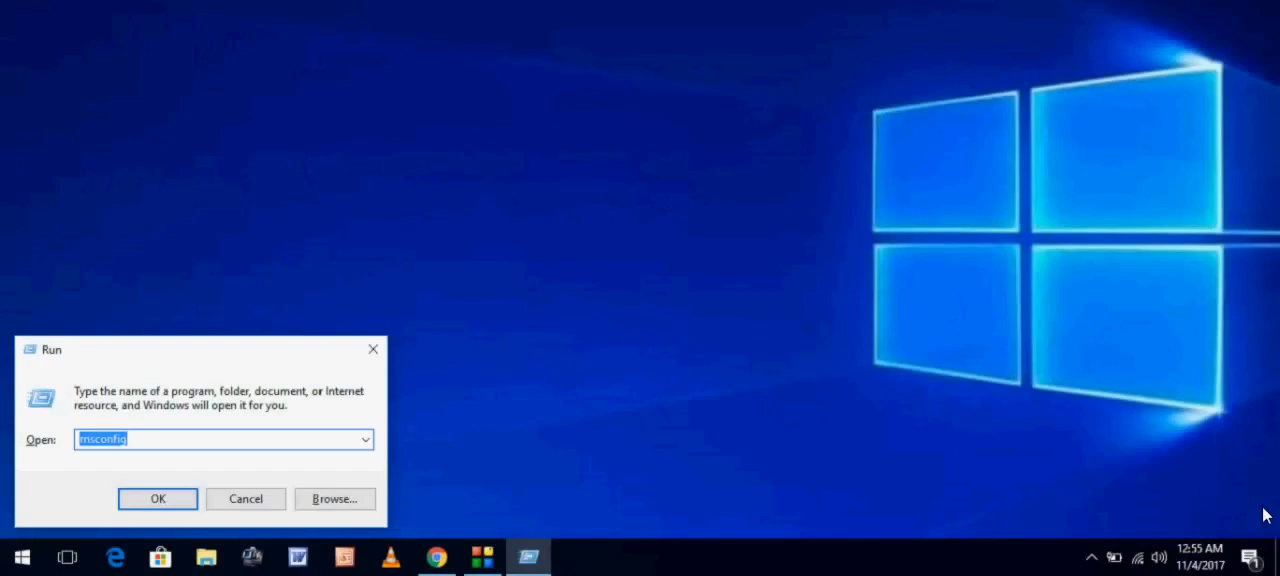 Run
Type the name of a program, folder, document, or Internet
resource, and Windows will open it for you.
Open:
msconfig
OK
Cancel
Browse...
12:55 AM
11/4/2017
1